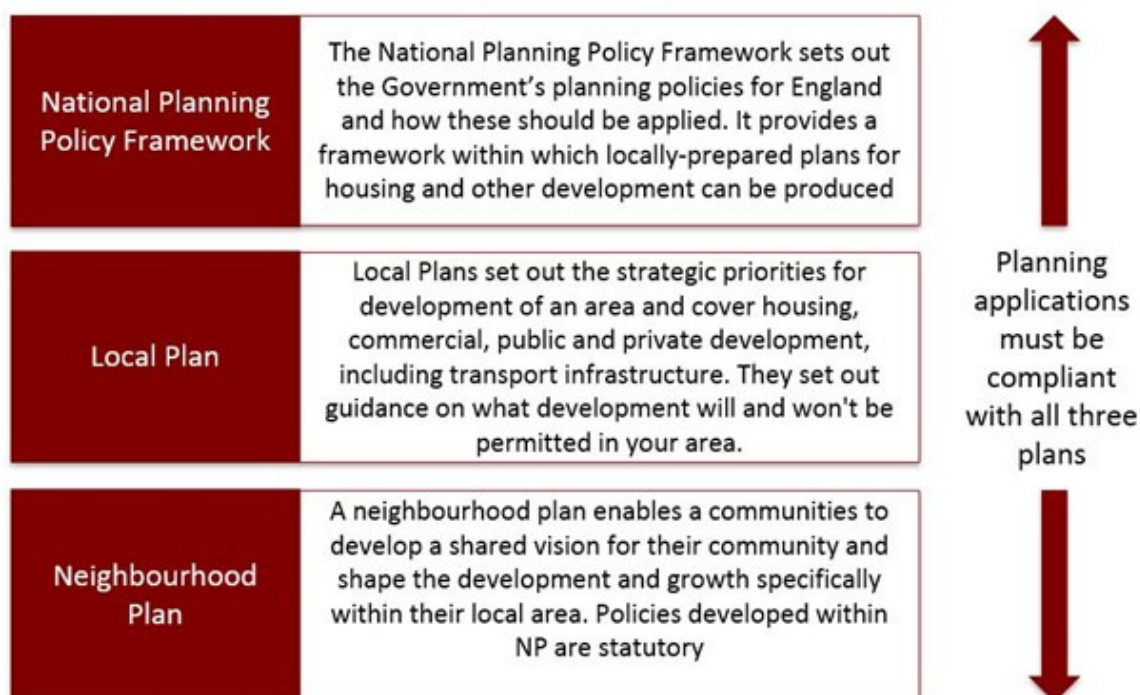 National Planning
Policy Framework
The National Planning Policy Framework sets out
the Government’s planning policies for England
and how these should be applied. It provides a
framework within which locally-prepared plans for
housing and other development can be produced
Local Plan
Local Plans set out the strategic priorities for
development of an area and cover housing,
commercial, public and private development,
including transport infrastructure. They set out
guidance on what development will and won't be
permitted in your area.
Neighbourhood
Plan
A neighbourhood plan enables a communities to
develop a shared vision for their community and
shape the development and growth specifically
within their local area. Policies developed within
NP are statutory
Planning
applications
must be
compliant
with all three
plans